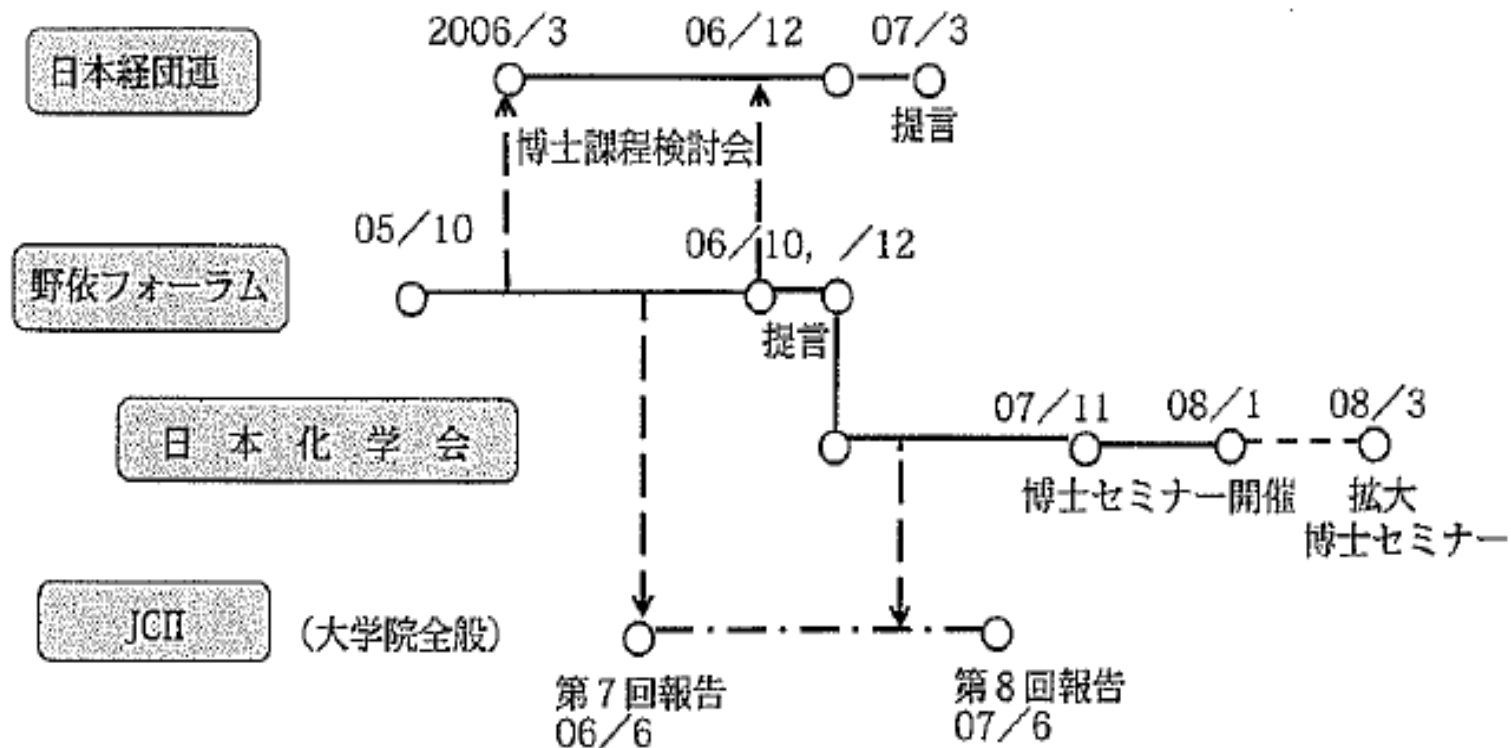 2006/3 06/12 07/3
日本経団連
提言
博士課程検討会
05/10 06/10, /12
野依フォーラム
提言
07/11 08/1 08/3
日本化学会
博士セミナー開催 拡大
博士セミナー
JCII (大学院全般)
第7回報告 第8回報告
06/6 07/6